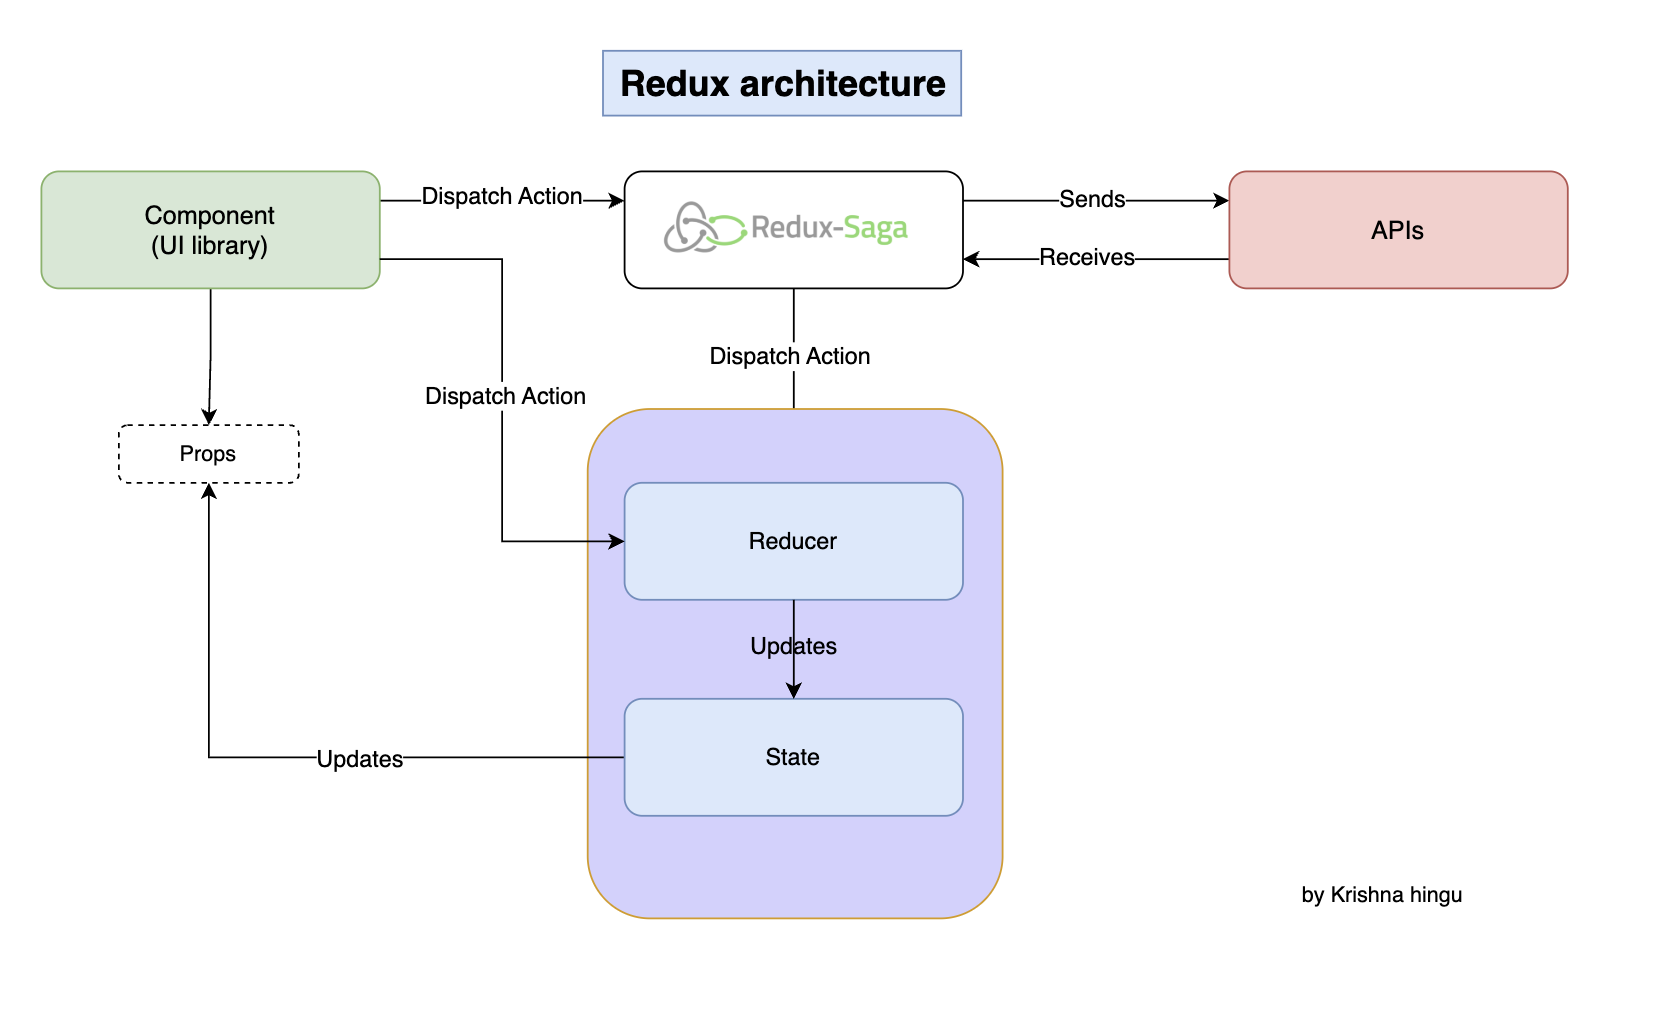 Redux architecture
Component
(UI library)
Dispatch Action
Redux-Saga
Sends
Receives
APIs
Dispatch Action
Dispatch Action
Props
Reducer
Updates
State
Updates
by Krishna hingu